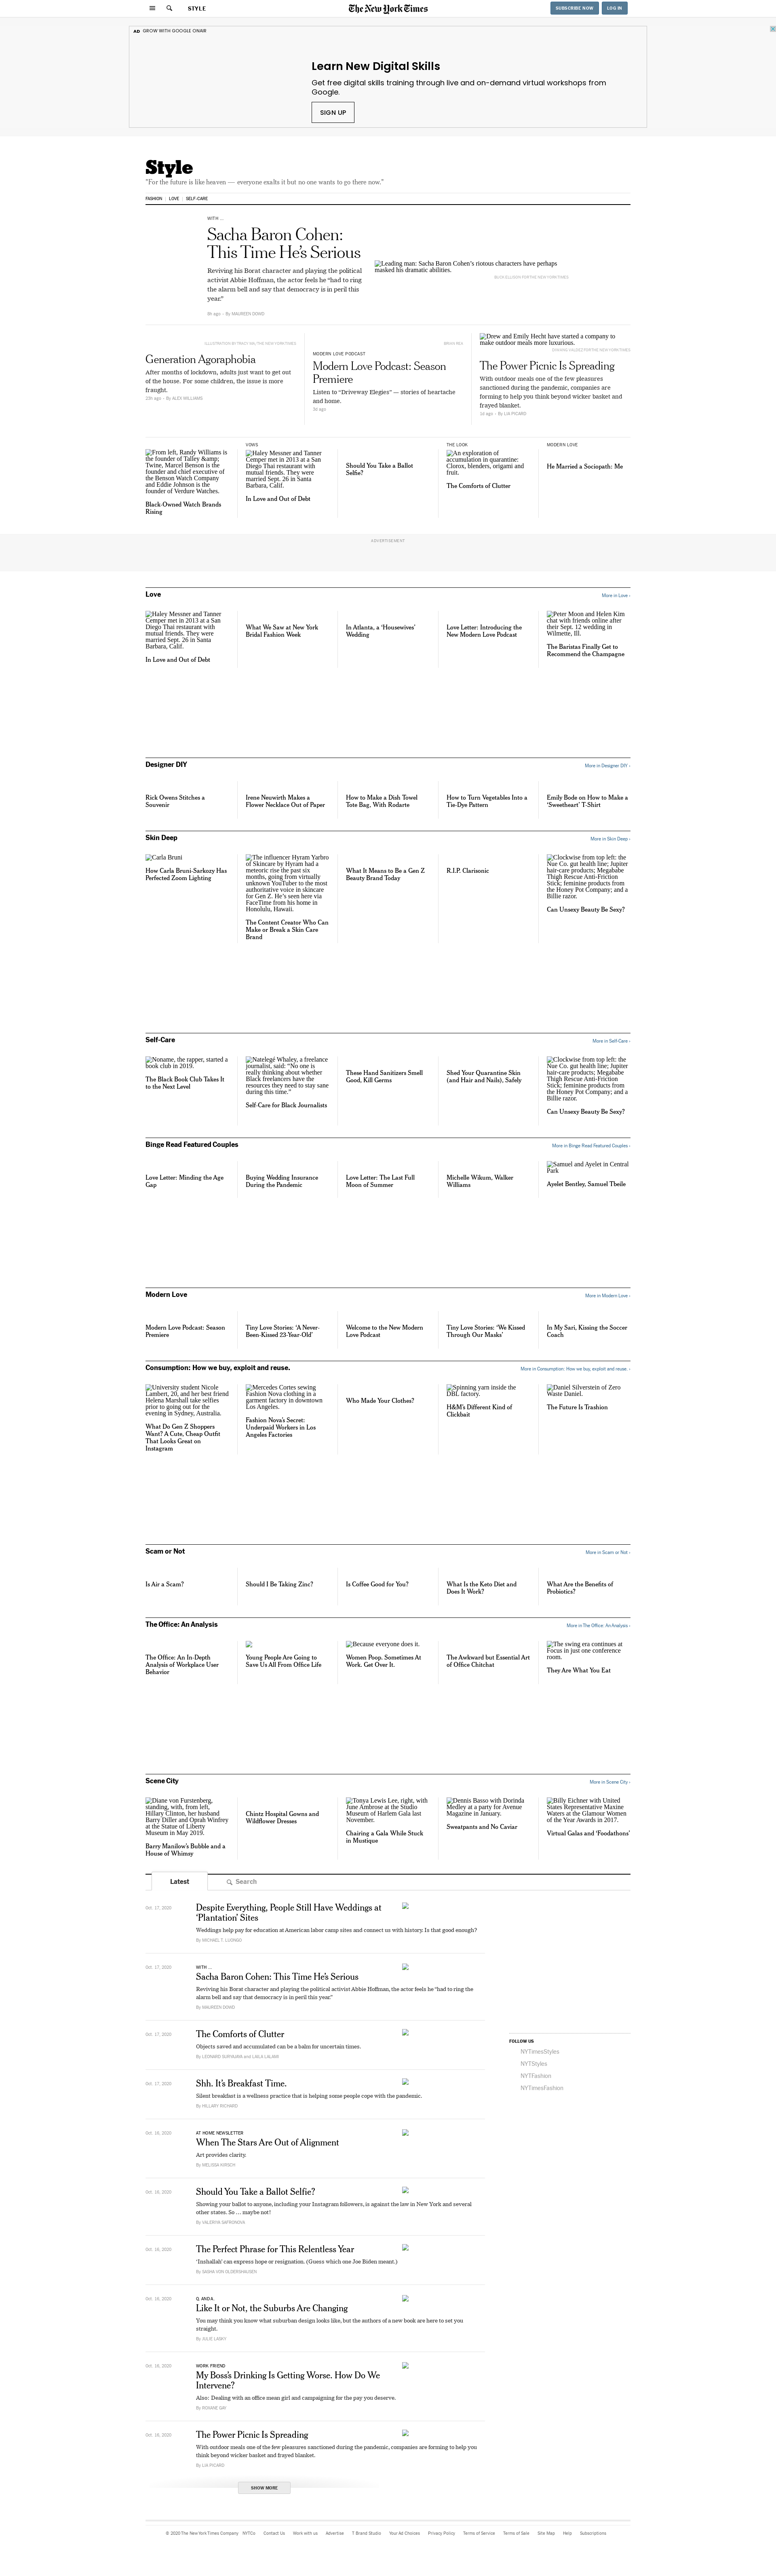 STYLE
The New York Times
SUBSCRIBE NOW
LOG IN
AD GROW WITH GOOGLE ONAIR
Learn New Digital Skills
Get free digital skills training through live and on-demand virtual workshops from
Google.
SIGN UP
Style
“For the future is like heaven — everyone exalts it but no one wants to go there now.”
FASHION
LOVE
SELF-CARE
WITH …
Sacha Baron Cohen:
This Time He’s Serious
Reviving his Borat character and playing the political
activist Abbie Hoffman, the actor feels he “had to ring
the alarm bell and say that democracy is in peril this
year.”
By MAUREEN DOWD
Leading man: Sacha Baron Cohen’s riotous characters have perhaps
masked his dramatic abilities.
Generation Agoraphobia
After months of lockdown, adults just want to get out
of the house. For some children, the issue is more
fraught.
23h ago - By ALEX WILLIAMS
MODERN LOVE PODCAST
Modern Love Podcast: Season
Premiere
Listen to “Driveway Elegies” — stories of heartache
and home.
3d ago
Drew and Emily Hecht have started a company to
make outdoor meals more luxurious.
The Power Picnic Is Spreading
With outdoor meals one of the few pleasures
sanctioned during the pandemic, companies are
forming to help you think beyond wicker basket and
frayed blanket.
1d ago - By LIA PICARD
From left, Randy Williams is
the founder of Talley &amp;
Twine, Marcel Benson is the
founder and chief executive of
the Benson Watch Company
and Eddie Johnson is the
founder of Verdure Watches.
Black-Owned Watch Brands
Rising
VOWS
Haley Messner and Tanner
Cemper met in 2013 at a San
Diego Thai restaurant with
mutual friends. They were
married Sept. 26 in Santa
Barbara, Calif.
In Love and Out of Debt
Should You Take a Ballot
Selfie?
THE LOOK
An exploration of
accumulation in quarantine:
Clorox, blenders, origami and
fruit.
The Comforts of Clutter
MODERN LOVE
He Married a Sociopath: Me
ADVERTISEMENT
Love
More in Love ›
Haley Messner and Tanner
Cemper met in 2013 at a San
Diego Thai restaurant with
mutual friends. They were
married Sept. 26 in Santa
Barbara, Calif.
In Love and Out of Debt
What We Saw at New York
Bridal Fashion Week
In Atlanta, a ‘Housewives’
Wedding
Love Letter: Introducing the
New Modern Love Podcast
Peter Moon and Helen Kim
chat with friends online after
their Sept. 12 wedding in
Wilmette, Ill.
The Baristas Finally Get to
Recommend the Champagne
Designer DIY
More in Designer DIY ›
Rick Owens Stitches a
Souvenir
Irene Neuwirth Makes a
Flower Necklace Out of Paper
How to Make a Dish Towel
Tote Bag, With Rodarte
How to Turn Vegetables Into a
Tie-Dye Pattern
Emily Bode on How to Make a
‘Sweetheart’ T-Shirt
Skin Deep
More in Skin Deep ›
Carla Bruni
How Carla Bruni-Sarkozy Has
Perfected Zoom Lighting
The influencer Hyram Yarbro
of Skincare by Hyram had a
meteoric rise the past six
months, going from virtually
unknown YouTuber to the most
authoritative voice in skincare
for Gen Z. He’s seen here via
FaceTime from his home in
Honolulu, Hawaii.
The Content Creator Who Can
Make or Break a Skin Care
Brand
What It Means to Be a Gen Z
Beauty Brand Today
R.I.P. Clarisonic
Clockwise from top left: the
Nue Co. gut health line; Jupiter
hair-care products; Megababe
Thigh Rescue Anti-Friction
Stick; feminine products from
the Honey Pot Company; and a
Billie razor.
Can Unsexy Beauty Be Sexy?
Self-Care
More in Self-Care ›
Noname, the rapper, started a
book club in 2019.
The Black Book Club Takes It
to the Next Level
Natelegé Whaley, a freelance
journalist, said: “No one is
really thinking about whether
Black freelancers have the
resources they need to stay sane
during this time.”
Self-Care for Black Journalists
These Hand Sanitizers Smell
Good, Kill Germs
Shed Your Quarantine Skin
(and Hair and Nails), Safely
Clockwise from top left: the
Nue Co. gut health line; Jupiter
hair-care products; Megababe
Thigh Rescue Anti-Friction
Stick; feminine products from
the Honey Pot Company; and a
Billie razor.
Can Unsexy Beauty Be Sexy?
Binge Read Featured Couples
More in Binge Read Featured Couples ›
Love Letter: Minding the Age
Gap
Buying Wedding Insurance
During the Pandemic
Love Letter: The Last Full
Moon of Summer
Michelle Wikum, Walker
Williams
Samuel and Ayelet in Central
Park
Ayelet Bentley, Samuel Tbeile
Modern Love
More in Modern Love ›
Modern Love Podcast: Season
Premiere
Tiny Love Stories: ‘A Never-
Been-Kissed 23-Year-Old’
Welcome to the New Modern
Love Podcast
Tiny Love Stories: ‘We Kissed
Through Our Masks’
In My Sari, Kissing the Soccer
Coach
Consumption: How we buy, exploit and reuse.
More in Consumption: How we buy, exploit and reuse. ›
University student Nicole
Lambert, 20, and her best friend
Helena Marshall take selfies
prior to going out for the
evening in Sydney, Australia.
What Do Gen Z Shoppers
Want? A Cute, Cheap Outfit
That Looks Great on
Instagram
Mercedes Cortes sewing
Fashion Nova clothing in a
garment factory in downtown
Los Angeles.
Fashion Nova’s Secret:
Underpaid Workers in Los
Angeles Factories
Who Made Your Clothes?
Spinning yarn inside the
DBL factory.
H&M’s Different Kind of
Clickbait
Daniel Silverstein of Zero
Waste Daniel.
The Future Is Trashion
Scam or Not
More in Scam or Not ›
Is Air a Scam?
Should I Be Taking Zinc?
Is Coffee Good for You?
What Is the Keto Diet and
Does It Work?
What Are the Benefits of
Probiotics?
The Office: An Analysis
More in The Office: An Analysis ›
The Office: An In-Depth
Analysis of Workplace User
Behavior
Young People Are Going to
Save Us All From Office Life
Because everyone does it.
Women Poop. Sometimes At
Work. Get Over It.
The Awkward but Essential Art
of Office Chitchat
The swing era continues at
Focus in just one conference
room.
They Are What You Eat
Scene City
More in Scene City ›
Diane von Furstenberg,
standing, with, from left,
Hillary Clinton, her husband
Barry Diller and Oprah Winfrey
at the Statue of Liberty
Museum in May 2019.
Barry Manilow’s Bubble and a
House of Whimsy
Chintz Hospital Gowns and
Wildflower Dresses
Tonya Lewis Lee, right, with
June Ambrose at the Studio
Museum of Harlem Gala last
November.
Chairing a Gala While Stuck
in Mustique
Dennis Basso with Dorinda
Medley at a party for Avenue
Magazine in January.
Sweatpants and No Caviar
Billy Eichner with United
States Representative Maxine
Waters at the Glamour Women
of the Year Awards in 2017.
Virtual Galas and ‘Foodathons’
Latest
Search
Oct. 17, 2020
Despite Everything, People Still Have Weddings at
‘Plantation’ Sites
Weddings help pay for education at American labor camp sites and connect us with history. Is that good enough?
By MICHAEL T. LUONGO
Oct. 17, 2020
WITH …
Sacha Baron Cohen: This Time He’s Serious
Reviving his Borat character and playing the political activist Abbie Hoffman, the actor feels he “had to ring the
alarm bell and say that democracy is in peril this year.”
By MAUREEN DOWD
Oct. 17, 2020
The Comforts of Clutter
Objects saved and accumulated can be a balm for uncertain times.
Oct. 17, 2020
Shh. It’s Breakfast Time.
Silent breakfast is a wellness practice that is helping some people cope with the pandemic.
By HILLARY RICHARD
Oct. 16, 2020
AT HOME NEWSLETTER
When The Stars Are Out of Alignment
Art provides clarity.
By MELISSA KIRSCH
Oct. 16, 2020
Should You Take a Ballot Selfie?
Showing your ballot to anyone, including your Instagram followers, is against the law in New York and several
other states. So … maybe not!
By VALERIYA SAFRONOVA
Oct. 16, 2020
The Perfect Phrase for This Relentless Year
‘Inshallah’ can express hope or resignation. (Guess which one Joe Biden meant.)
By SASHA VON OLDERSHAUSEN
Oct. 16, 2020
Q. AND A.
Like It or Not, the Suburbs Are Changing
You may think you know what suburban design looks like, but the authors of a new book are here to set you
straight.
By JULIE LASKY
Oct. 16, 2020
WORK FRIEND
My Boss’s Drinking Is Getting Worse. How Do We
Intervene?
Also: Dealing with an office mean girl and campaigning for the pay you deserve.
By ROXANE GAY
Oct. 16, 2020
The Power Picnic Is Spreading
With outdoor meals one of the few pleasures sanctioned during the pandemic, companies are forming to help you
think beyond wicker basket and frayed blanket.
By LIA PICARD
SHOW MORE
FOLLOW US
NYTimesStyles
NYTStyles
NYTFashion
NYTimesFashion
© 2020 The New York Times Company
NYTCo
Contact Us
Work with us
Advertise
T Brand Studio
Your Ad Choices
Privacy Policy
Terms of Service
Terms of Sale
Site Map
Help
Subscriptions